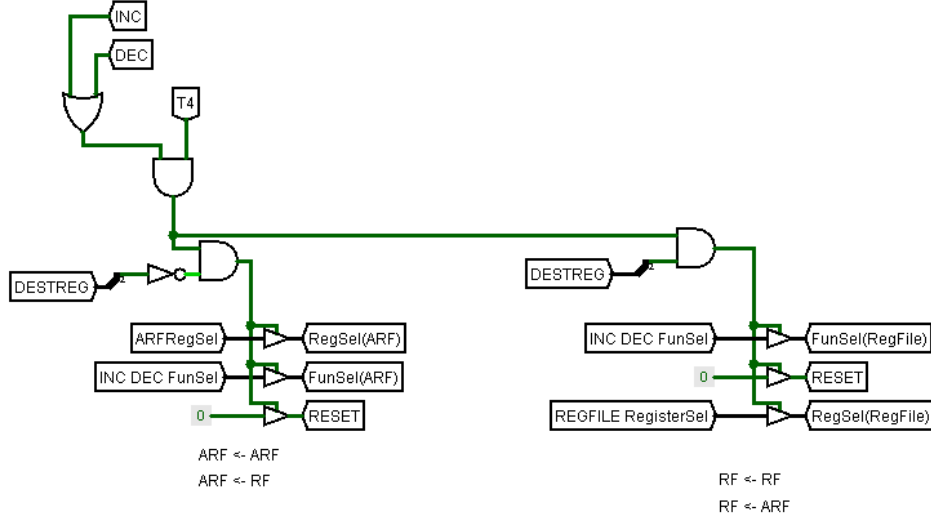 INC
DEC
T4
DESTREG
2
DESTREG
2
ARFRegSel
RegSel(ARF)
INC DEC FunSel
FunSel(RegFile)
INC DEC FunSel
FunSel(ARF)
0
RESET
0
RESET
REGFILE RegisterSel
RegSel(RegFile)
ARF <- ARF
ARF <- RF
RF <- RF
RF <- ARF